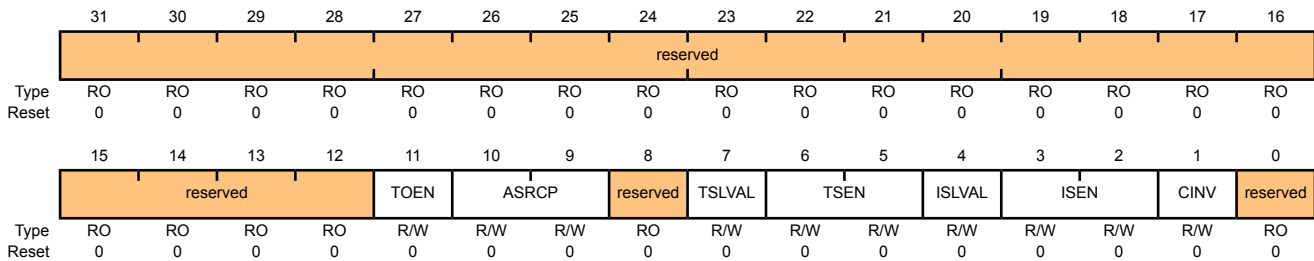 31 30 29 28 27 26 25 24 23 22 21 20 19 18 17 16
reserved
Type RO RO RO RO RO RO RO RO RO RO RO RO RO RO RO RO
Reset 0 0 0 0 0 0 0 0 0 0 0 0 0 0 0 0
15 14 13 12 11 10 9 8 7 6 5 4 3 2 1 0
reserved TOEN ASRCP reserved TSLVAL TSEN ISLVAL ISEN CINV reserved
Type RO RO RO RO R/W R/W R/W RO R/W R/W R/W R/W R/W R/W R/W RO
Reset 0 0 0 0 0 0 0 0 0 0 0 0 0 0 0 0